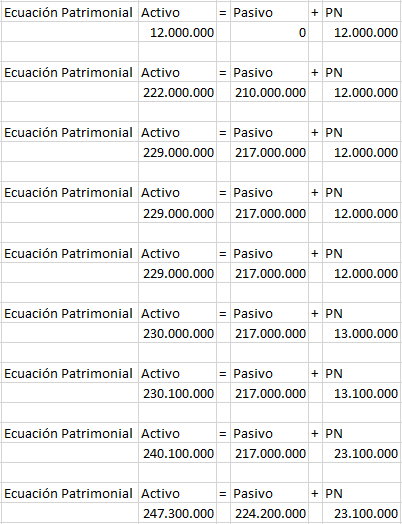 Ecuación Patrimonial Activo = Pasivo + PN
12.000.000 0 12.000.000
Ecuación Patrimonial Activo = Pasivo + PN
222.000.000 210.000.000 12.000.000
Ecuación Patrimonial Activo = Pasivo + PN
229.000.000 217.000.000 12.000.000
Ecuación Patrimonial Activo = Pasivo + PN
229.000.000 217.000.000 12.000.000
Ecuación Patrimonial Activo = Pasivo + PN
229.000.000 217.000.000 12.000.000
Ecuación Patrimonial Activo = Pasivo + PN
230.000.000 217.000.000 13.000.000
Ecuación Patrimonial Activo = Pasivo + PN
230.100.000 217.000.000 13.100.000
Ecuación Patrimonial Activo = Pasivo + PN
240.100.000 217.000.000 23.100.000
Ecuación Patrimonial Activo = Pasivo + PN
247.300.000 224.200.000 23.100.000